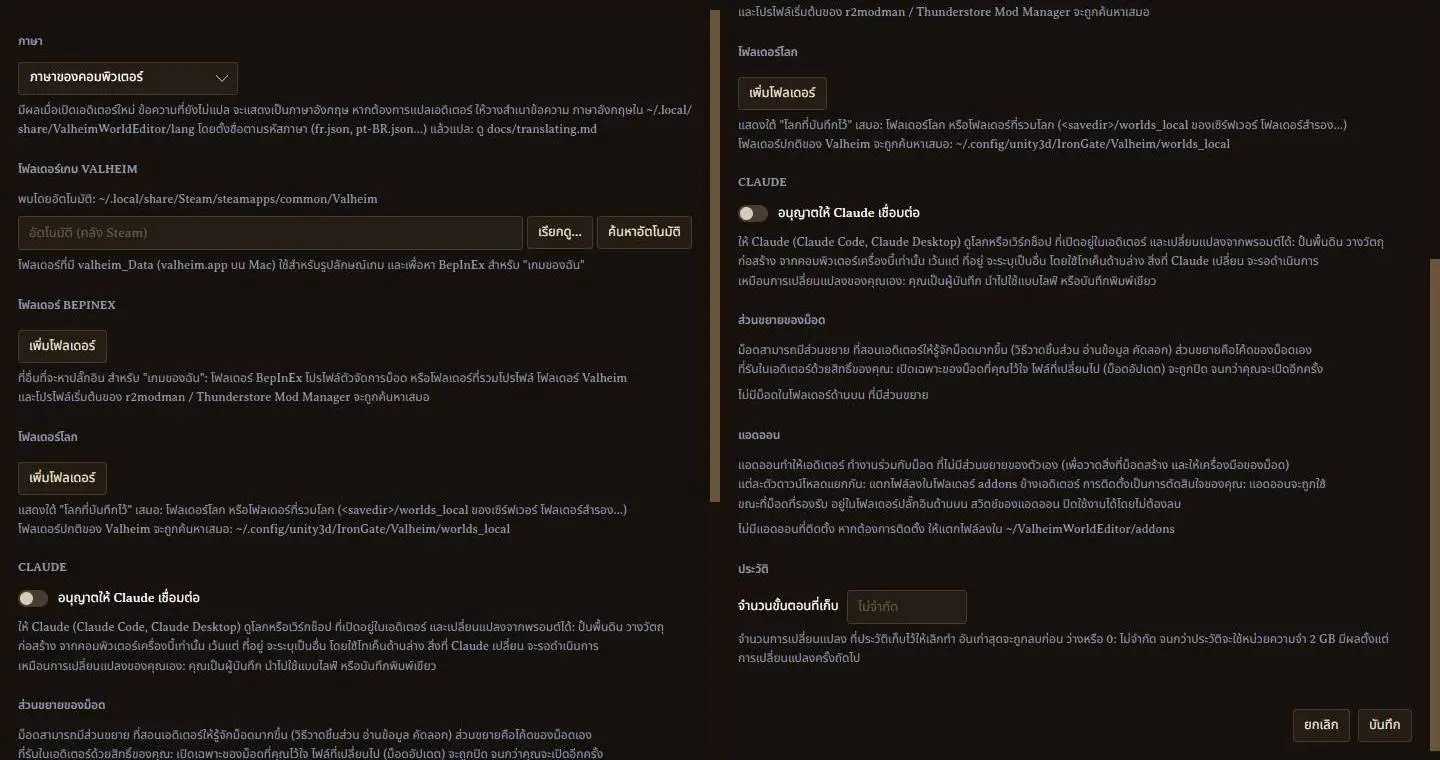 ภาษา
ภาษาของคอมพิวเตอร์
มีผลเมื่อเปิดเอดิเตอร์ใหม่ ข้อความที่ยังไม่แปล จะแสดงเป็นภาษาอังกฤษ หากต้องการแปลเอดิเตอร์ ให้วางสำเนาข้อความ ภาษาอังกฤษใน ~/.local/
share/ValheimWorldEditor/lang โดยตั้งชื่อตามรหัสภาษา (fr.json, pt-BR.json...) แล้วแปล: ดู docs/translating.md
โฟลเดอร์เกม VALHEIM
พบโดยอัตโนมัติ: ~/.local/share/Steam/steamapps/common/Valheim
อัตโนมัติ (คลัง Steam)
เรียกดู...
ค้นหาอัตโนมัติ
โฟลเดอร์ที่มี valheim_Data (valheim.app บน Mac) ใช้สำหรับรูปลักษณ์เกม และเพื่อหา BepInEx สำหรับ "เกมของฉัน"
โฟลเดอร์ BEPINEX
เพิ่มโฟลเดอร์
ที่อื่นที่จะหาปลั๊กอิน สำหรับ "เกมของฉัน": โฟลเดอร์ BepInEx โปรไฟล์ตัวจัดการม็อด หรือโฟลเดอร์ที่รวมโปรไฟล์ โฟลเดอร์ Valheim
และโปรไฟล์เริ่มต้นของ r2modman / Thunderstore Mod Manager จะถูกค้นหาเสมอ
โฟลเดอร์โลก
เพิ่มโฟลเดอร์
แสดงใต้ "โลกที่บันทึกไว้" เสมอ: โฟลเดอร์โลก หรือโฟลเดอร์ที่รวมโลก (<savedir>/worlds_local ของเซิร์ฟเวอร์ โฟลเดอร์สำรอง...)
โฟลเดอร์ปกติของ Valheim จะถูกค้นหาเสมอ: ~/.config/unity3d/IronGate/Valheim/worlds_local
CLAUDE
อนุญาตให้ Claude เชื่อมต่อ
ให้ Claude (Claude Code, Claude Desktop) ดูโลกหรือเวิร์กช็อป ที่เปิดอยู่ในเอดิเตอร์ และเปลี่ยนแปลงจากพรอมต์ได้: ปั้นพื้นดิน วางวัตถุ
ก่อสร้าง จากคอมพิวเตอร์เครื่องนี้เท่านั้น เว้นแต่ ที่อยู่ จะระบุเป็นอื่น โดยใช้โทเค็นด้านล่าง สิ่งที่ Claude เปลี่ยน จะรอดำเนินการ
เหมือนการเปลี่ยนแปลงของคุณเอง: คุณเป็นผู้บันทึก นำไปใช้แบบไลฟ์ หรือบันทึกพิมพ์เขียว
ส่วนขยายของม็อด
ม็อดสามารถมีส่วนขยาย ที่สอนเอดิเตอร์ให้รู้จักม็อดมากขึ้น (วิธีวาดชิ้นส่วน อ่านข้อมูล คัดลอก) ส่วนขยายคือโค้ดของม็อดเอง
ที่รันในเอดิเตอร์ด้วยสิทธิ์ของคุณ: เปิดเฉพาะของม็อดที่คุณไว้ใจ ไฟล์ที่เปลี่ยนไป (ม็อดอัปเดต) จะถูกปิด จนกว่าคุณจะเปิดอีกครั้ง
และโปรไฟล์เริ่มต้นของ r2modman / Thunderstore Mod Manager จะถูกค้นหาเสมอ
โฟลเดอร์โลก
เพิ่มโฟลเดอร์
แสดงใต้ "โลกที่บันทึกไว้" เสมอ: โฟลเดอร์โลก หรือโฟลเดอร์ที่รวมโลก (<savedir>/worlds_local ของเซิร์ฟเวอร์ โฟลเดอร์สำรอง...)
โฟลเดอร์ปกติของ Valheim จะถูกค้นหาเสมอ: ~/.config/unity3d/IronGate/Valheim/worlds_local
CLAUDE
อนุญาตให้ Claude เชื่อมต่อ
ให้ Claude (Claude Code, Claude Desktop) ดูโลกหรือเวิร์กช็อป ที่เปิดอยู่ในเอดิเตอร์ และเปลี่ยนแปลงจากพรอมต์ได้: ปั้นพื้นดิน วางวัตถุ
ก่อสร้าง จากคอมพิวเตอร์เครื่องนี้เท่านั้น เว้นแต่ ที่อยู่ จะระบุเป็นอื่น โดยใช้โทเค็นด้านล่าง สิ่งที่ Claude เปลี่ยน จะรอดำเนินการ
เหมือนการเปลี่ยนแปลงของคุณเอง: คุณเป็นผู้บันทึก นำไปใช้แบบไลฟ์ หรือบันทึกพิมพ์เขียว
ส่วนขยายของม็อด
ม็อดสามารถมีส่วนขยาย ที่สอนเอดิเตอร์ให้รู้จักม็อดมากขึ้น (วิธีวาดชิ้นส่วน อ่านข้อมูล คัดลอก) ส่วนขยายคือโค้ดของม็อดเอง
ที่รันในเอดิเตอร์ด้วยสิทธิ์ของคุณ: เปิดเฉพาะของม็อดที่คุณไว้ใจ ไฟล์ที่เปลี่ยนไป (ม็อดอัปเดต) จะถูกปิด จนกว่าคุณจะเปิดอีกครั้ง
ไม่มีม็อดในโฟลเดอร์ด้านบน ที่มีส่วนขยาย
แอดออน
แอดออนทำให้เอดิเตอร์ ทำงานร่วมกับม็อด ที่ไม่มีส่วนขยายของตัวเอง (เพื่อวาดสิ่งที่ม็อดสร้าง และให้เครื่องมือของม็อด)
แต่ละตัวดาวน์โหลดแยกกัน: แตกไฟล์ลงในโฟลเดอร์ addons ข้างเอดิเตอร์ การติดตั้งเป็นการตัดสินใจของคุณ: แอดออนจะถูกใช้
ขณะที่ม็อดที่รองรับ อยู่ในโฟลเดอร์ปลั๊กอินด้านบน สวิตช์ของแอดออน ปิดใช้งานได้โดยไม่ต้องลบ
ไม่มีแอดออนที่ติดตั้ง หากต้องการติดตั้ง ให้แตกไฟล์ลงใน ~/ValheimWorldEditor/addons
ประวัติ
จำนวนขั้นตอนที่เก็บ
ไม่จำกัด
จำนวนการเปลี่ยนแปลง ที่ประวัติเก็บไว้ให้เลิกทำ อันเก่าสุดจะถูกลบก่อน ว่างหรือ 0: ไม่จำกัด จนกว่าประวัติจะใช้หน่วยความจำ 2 GB มีผลตั้งแต่
การเปลี่ยนแปลงครั้งถัดไป
ยกเลิก
บันทึก